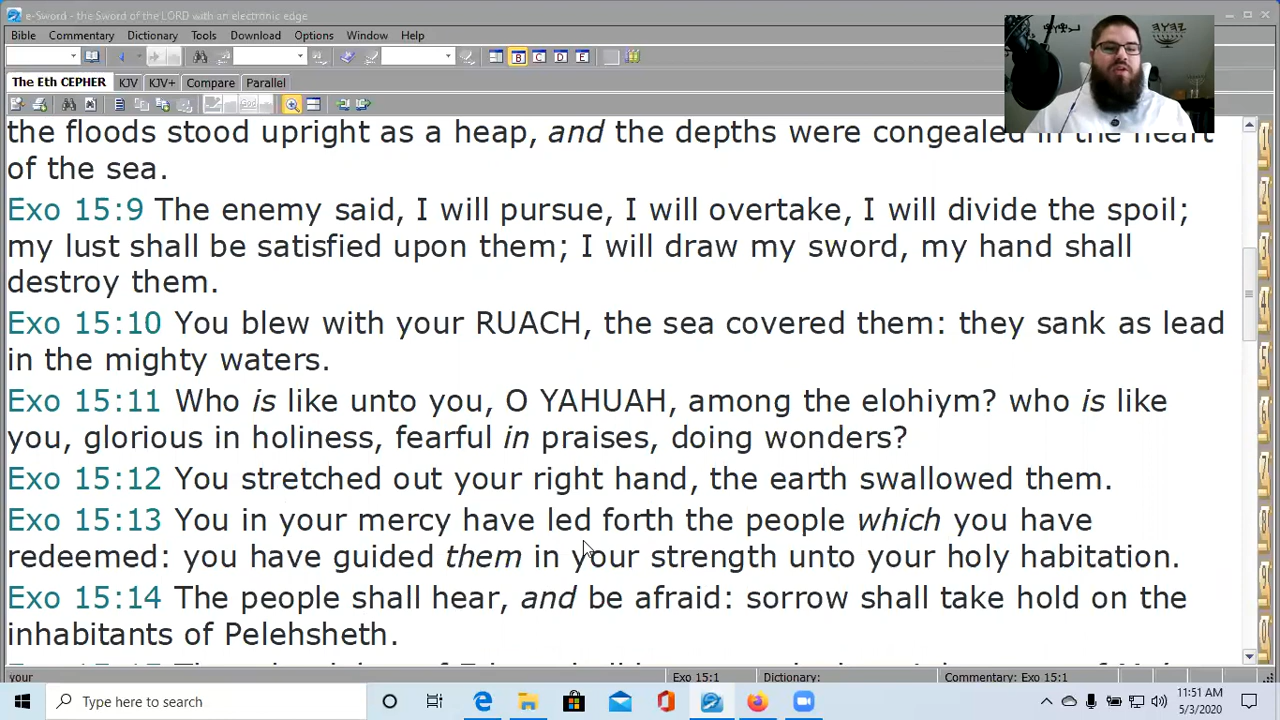 e-Sword - the Sword of the LORD with an electronic edge
Bible Commentary Dictionary Tools Download Options Window Help
B C D E
The Eth CEPHER KJV KJV+ Compare Parallel
the floods stood upright as a heap, and the depths were congealed in the heart
of the sea.
Exo 15:9 The enemy said, I will pursue, I will overtake, I will divide the spoil;
my lust shall be satisfied upon them; I will draw my sword, my hand shall
destroy them.
Exo 15:10 You blew with your RUACH, the sea covered them: they sank as lead
in the mighty waters.
Exo 15:11 Who is like unto you, O YAHUAH, among the elohiym? who is like
you, glorious in holiness, fearful in praises, doing wonders?
Exo 15:12 You stretched out your right hand, the earth swallowed them.
Exo 15:13 You in your mercy have led forth the people which you have
redeemed: you have guided them in your strength unto your holy habitation.
Exo 15:14 The people shall hear, and be afraid: sorrow shall take hold on the
inhabitants of Pelehsheth.
your Exo 15:1 Dictionary: Commentary: Exo 15:1
Type here to search
11:51 AM
5/3/2020